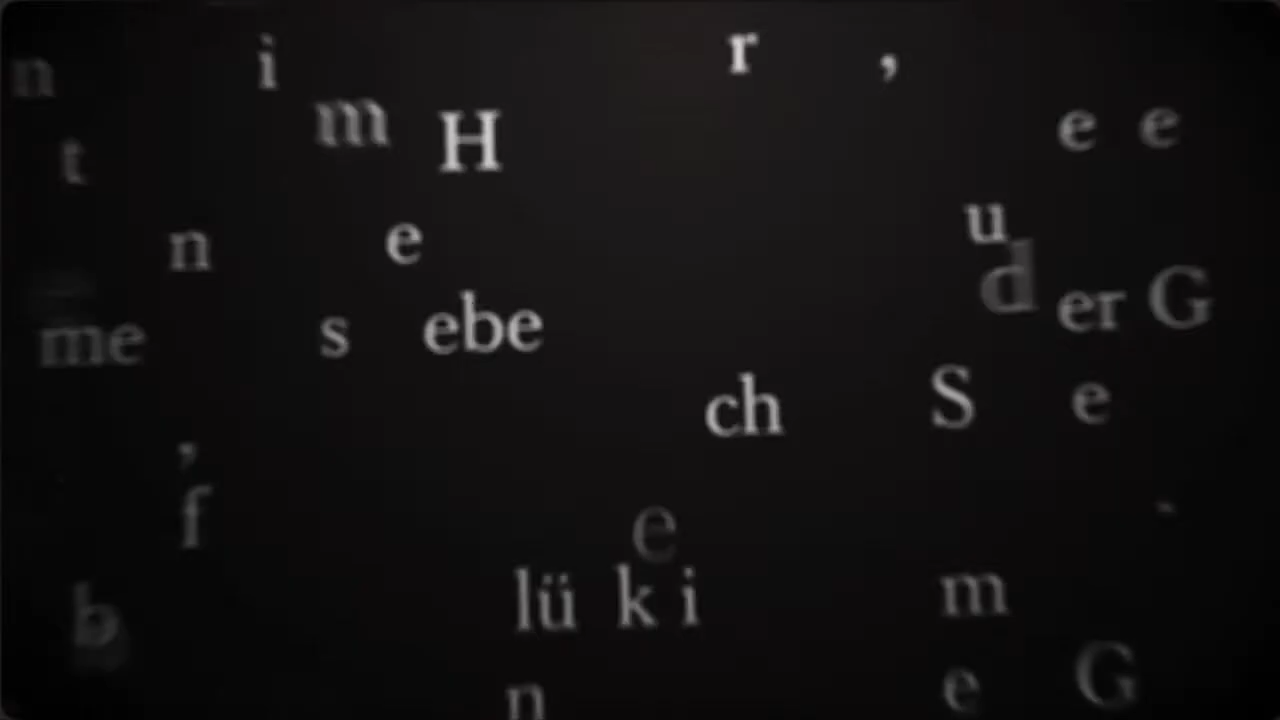 n i r ,
m H e e
t
n e u
d er G
me s ebe
ch S e
,
f e
lü k i m
b
n e G